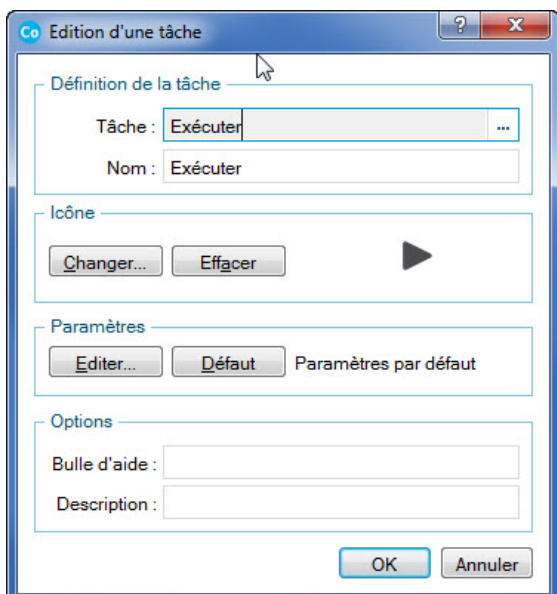 Co Edition d'une tâche ? X
Définition de la tâche
Tâche : Exécuter ...
Nom : Exécuter
Icône
Changer... Effacer
Paramètres
Editer... Défaut Paramètres par défaut
Options
Bulle d'aide :
Description :
OK Annuler